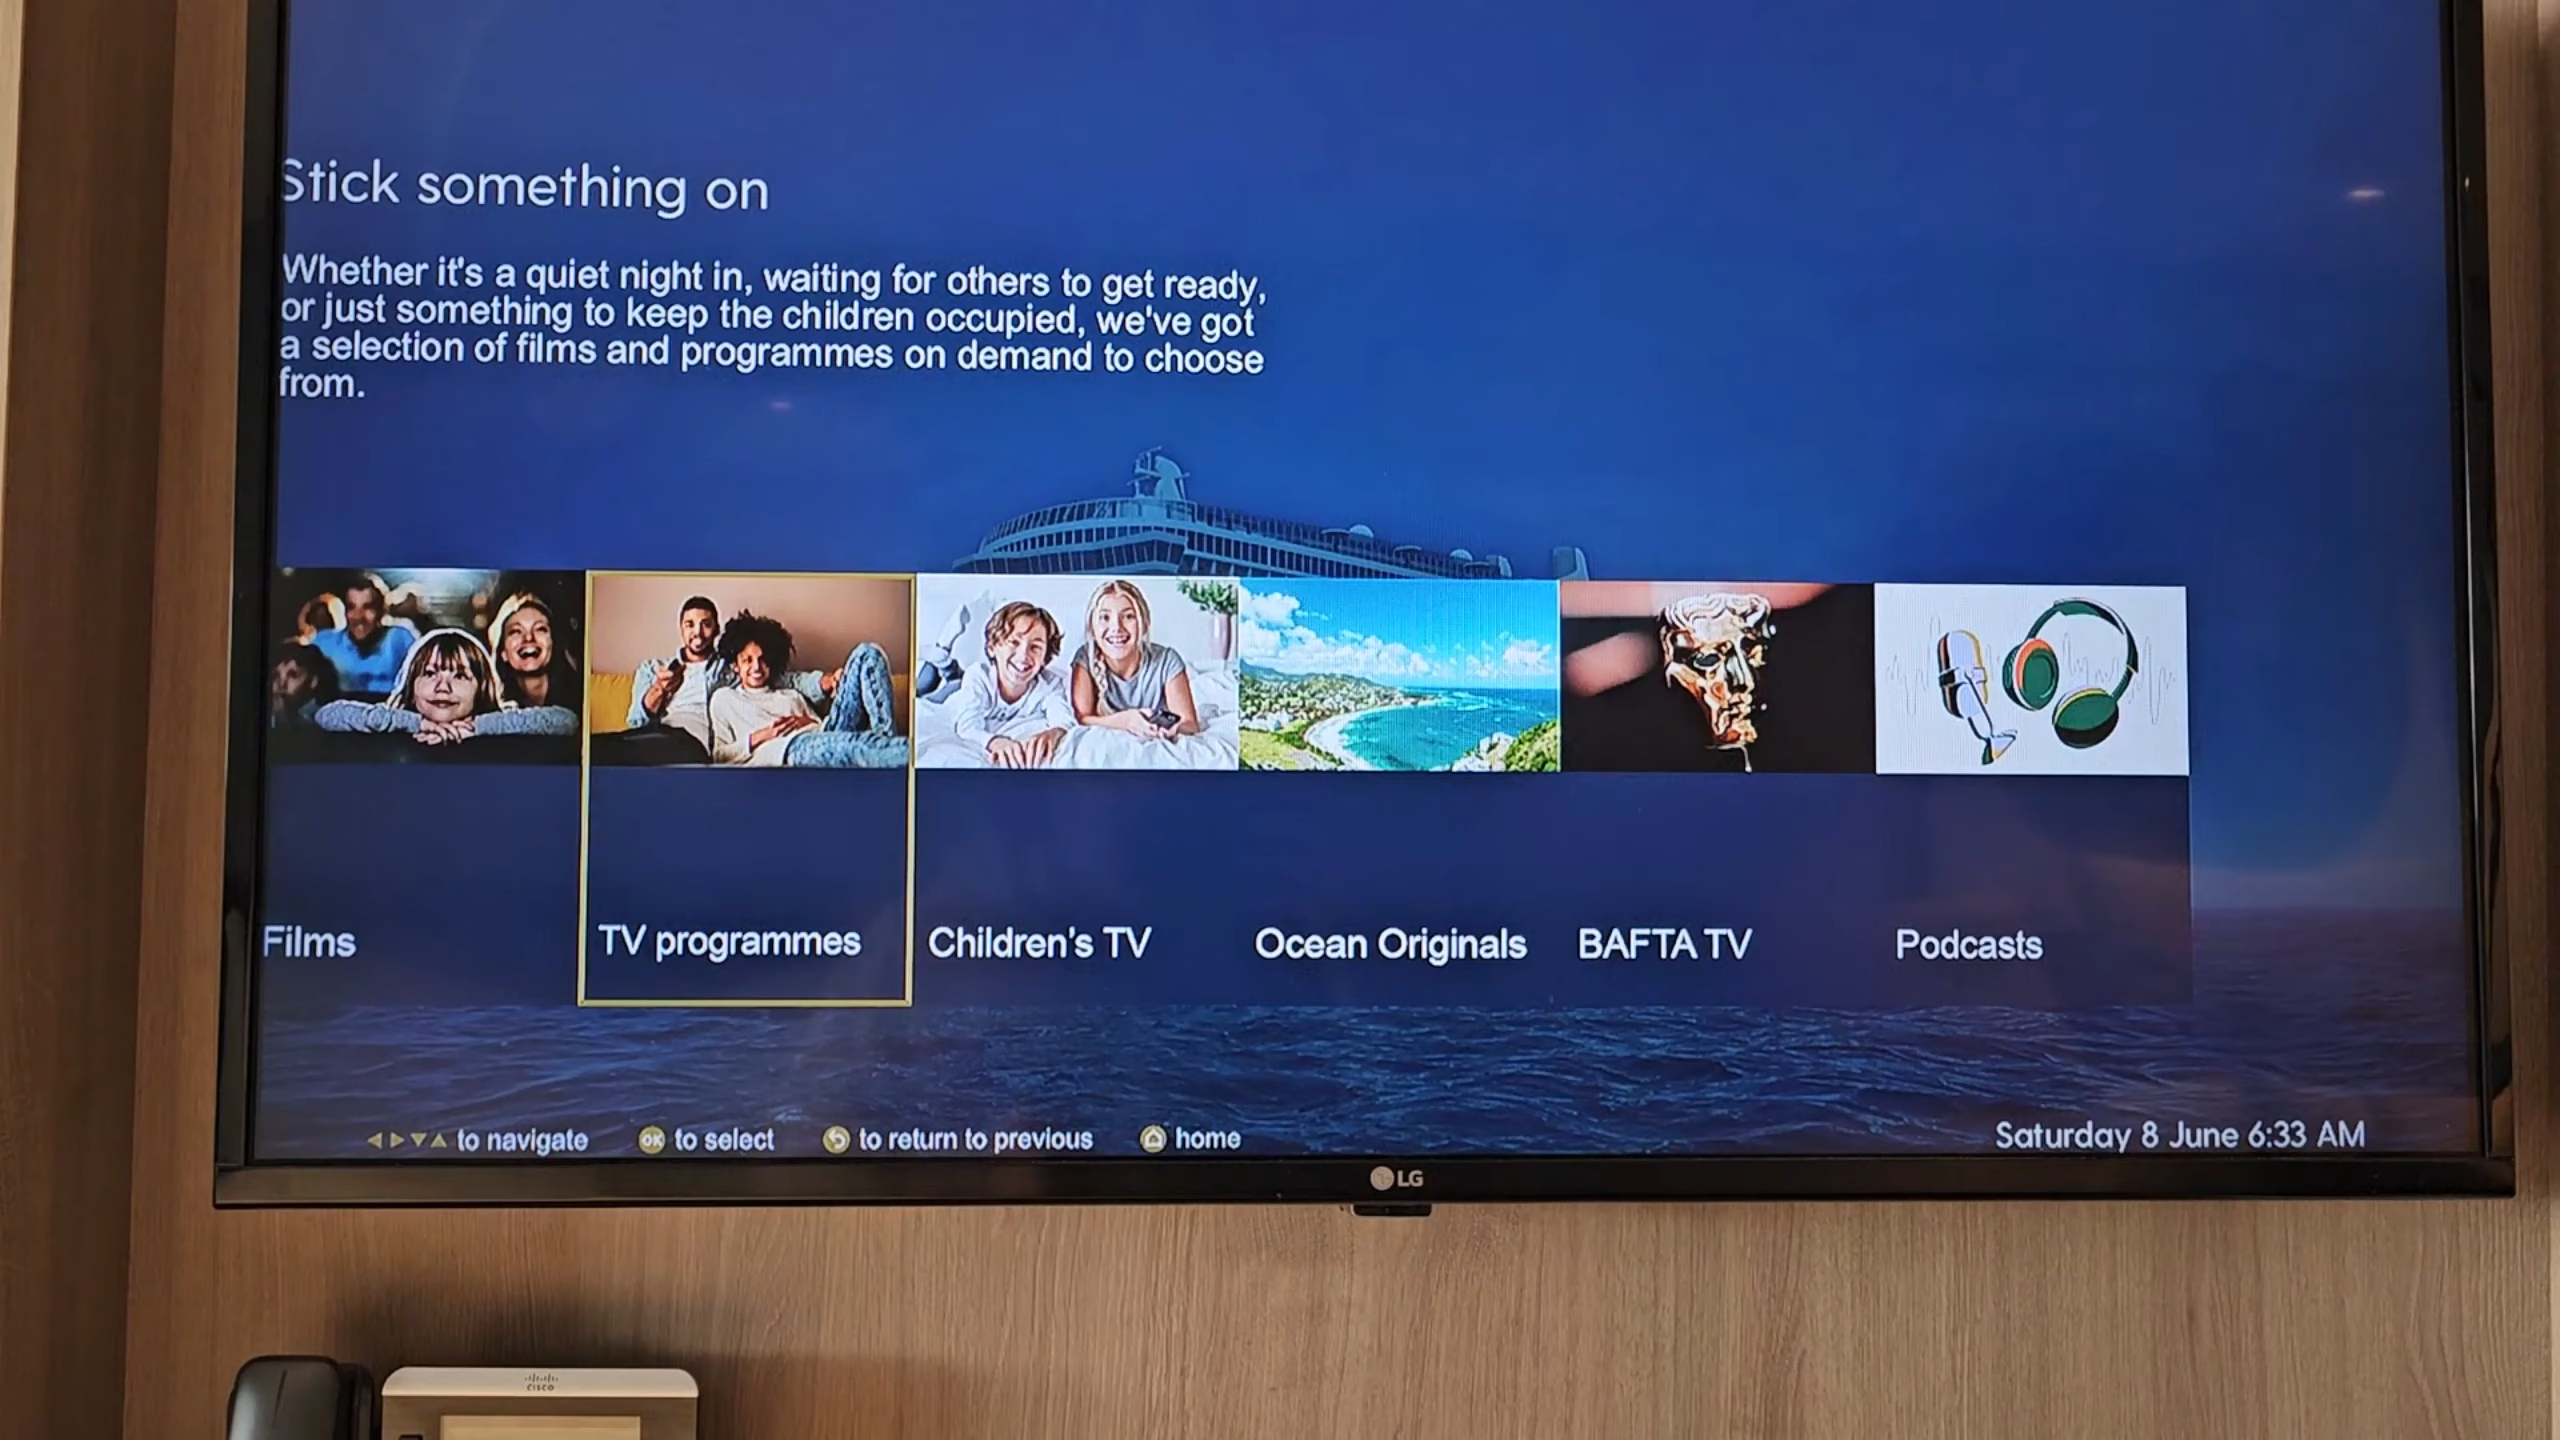 Stick something on
Whether it's a quiet night in, waiting for others to get ready,
or just something to keep the children occupied, we've got
a selection of films and programmes on demand to choose
from.
Films
TV programmes
Children's TV
Ocean Originals
BAFTA TV
Podcasts
to navigate
OK to select
to return to previous
home
Saturday 8 June 6:33 AM
LG
CISCO